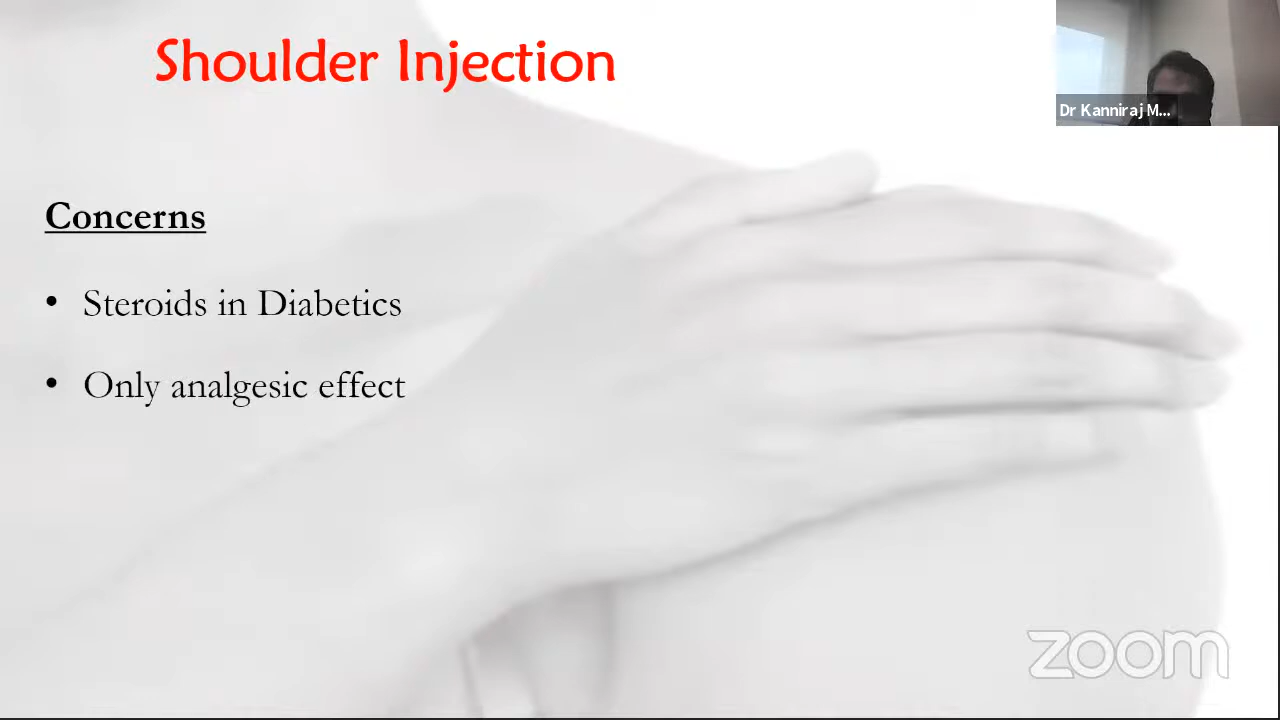 Shoulder Injection
Dr Kanniraj M...
Concerns
• Steroids in Diabetics
• Only analgesic effect
zoom